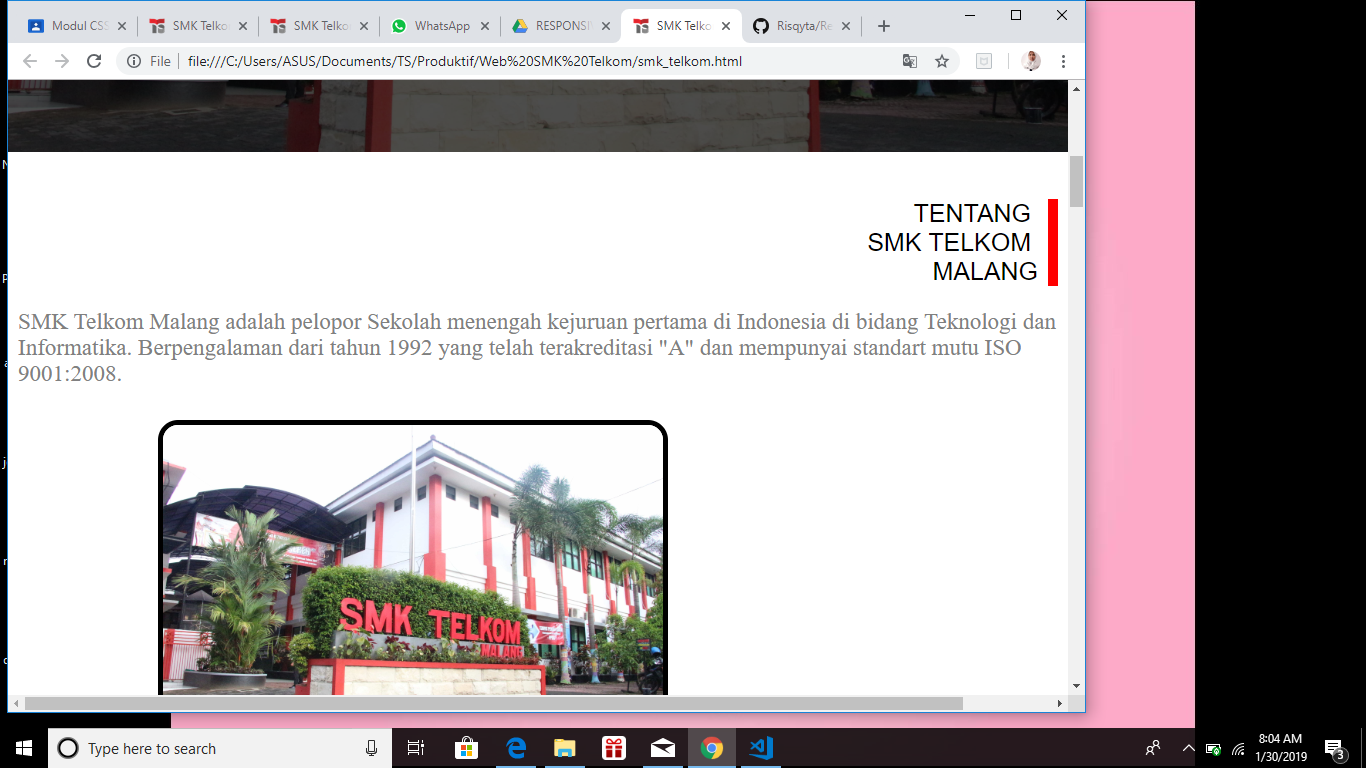 Modul CSS
SMK Telko
SMK Telko
WhatsApp
RESPONSI
SMK Telko
Risqyta/Re
File
file:///C:/Users/ASUS/Documents/TS/Produktif/Web%20SMK%20Telkom/smk_telkom.html
TENTANG
SMK TELKOM
MALANG
SMK Telkom Malang adalah pelopor Sekolah menengah kejuruan pertama di Indonesia di bidang Teknologi dan
Informatika. Berpengalaman dari tahun 1992 yang telah terakreditasi "A" dan mempunyai standart mutu ISO
9001:2008.
SMK TELKOM
MALANG
Type here to search
8:04 AM
1/30/2019
3